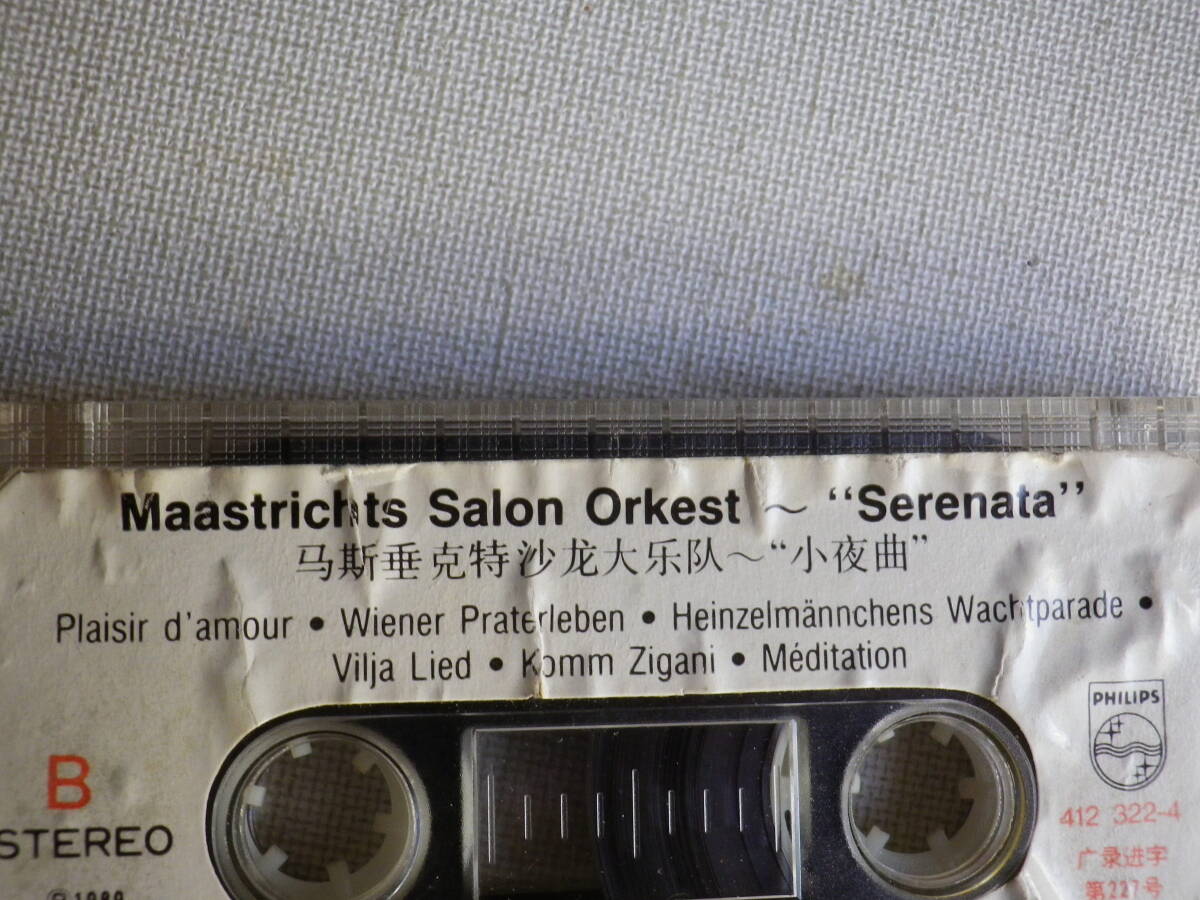 Maastrichts Salon Orkest ~ “Serenata”
马斯垂克特沙龙大乐队~“小夜曲”
Plaisir d'amour • Wiener Praterleben • Heinzelmännchens Wachtparade •
Vilja Lied • Komm Zigani • Méditation
PHILIPS
B
STEREO
412 322-4
广录进字
第227号